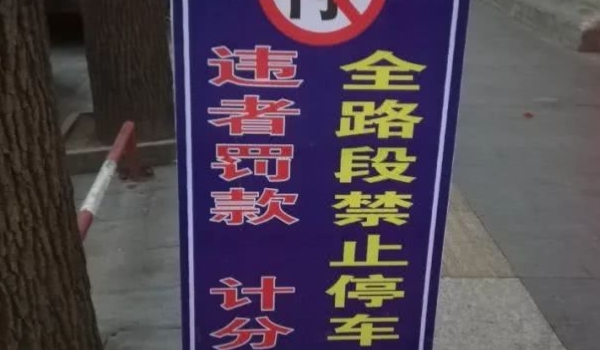 全路段禁止停车
违者罚款 计分